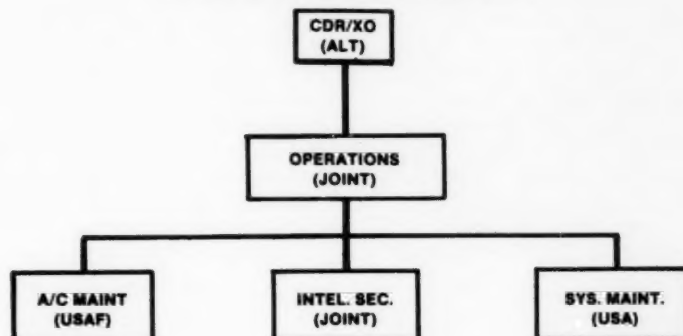 CDR/XO
(ALT)
OPERATIONS
(JOINT)
A/C MAINT
(USAF)
INTEL. SEC.
(JOINT)
SYS. MAINT.
(USA)